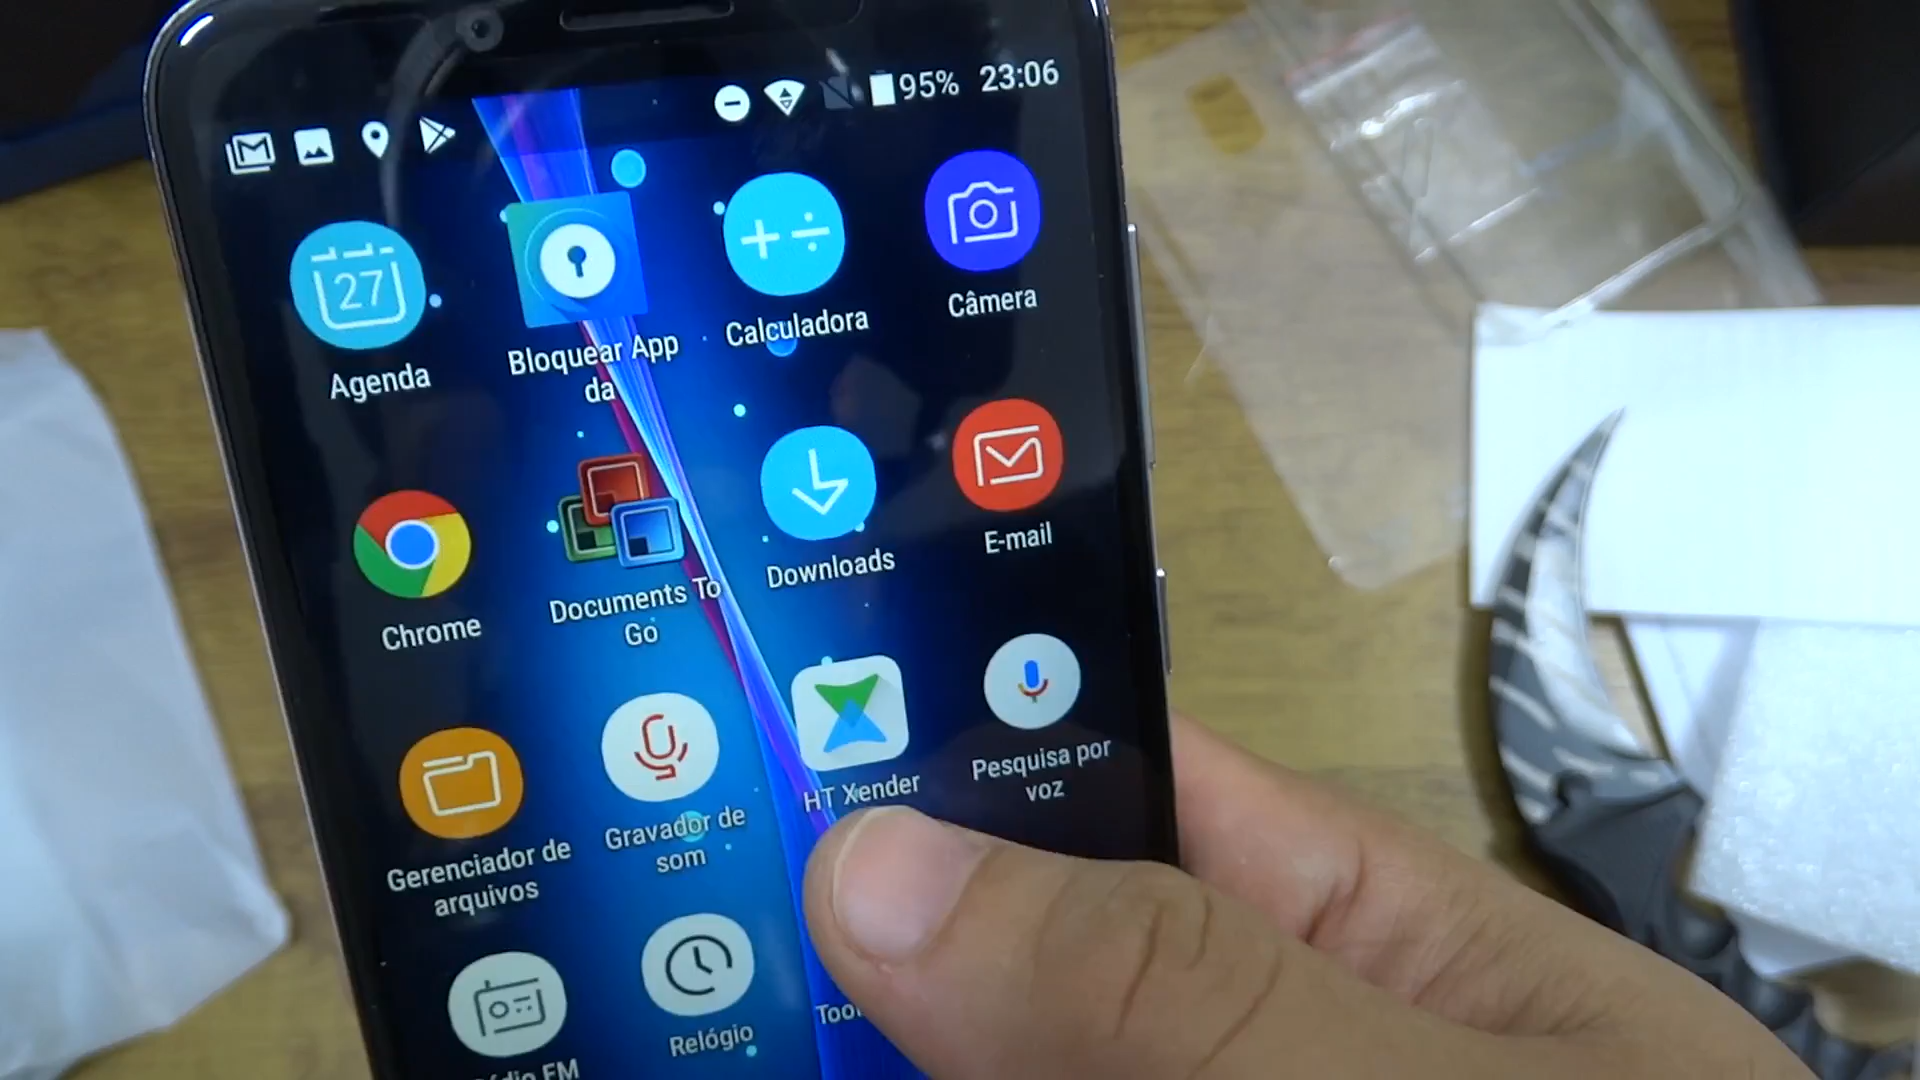 95% 23:06
27
Agenda
Bloquear App
da
Calculadora
Câmera
Chrome
Documents To
Go
Downloads
E-mail
Gerenciador de
arquivos
Gravador de
som
HT Xender
Pesquisa por
voz
FM
Relógio